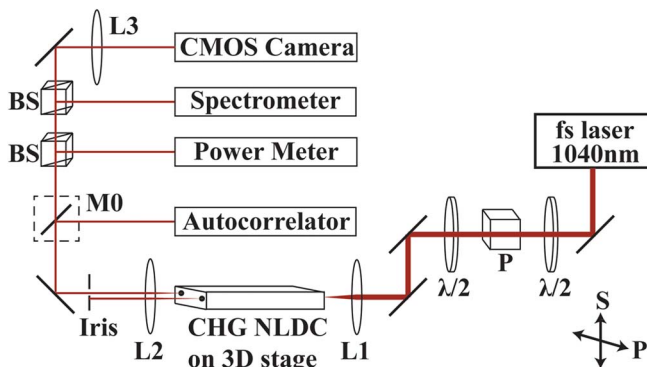 L3
CMOS Camera
BS
Spectrometer
fs laser
1040nm
BS
Power Meter
M0
Autocorrelator
P
λ/2
λ/2
Iris
L2
CHG NLDC
on 3D stage
L1
S
P